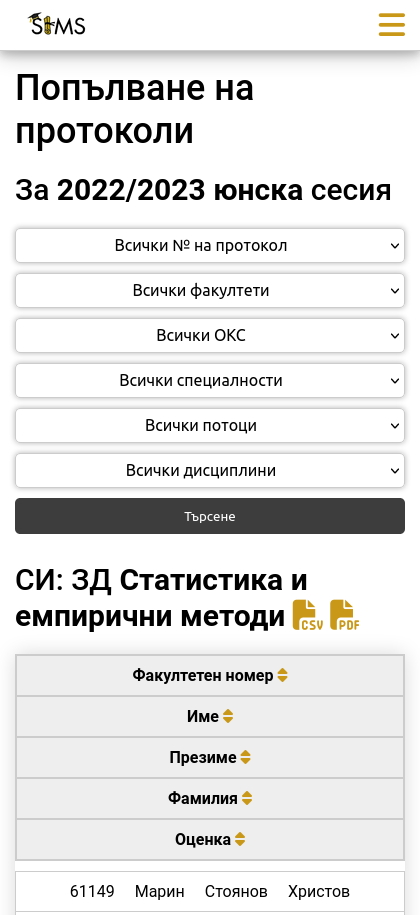 SIMS
Попълване на
протоколи
За 2022/2023 юнска сесия
Всички № на протокол
Всички факултети
Всички ОКС
Всички специалности
Всички потоци
Всички дисциплини
Търсене
СИ: ЗД Статистика и
емпирични методи CSV PDF
Факултетен номер
Име
Презиме
Фамилия
Оценка
61149 Марин Стоянов Христов